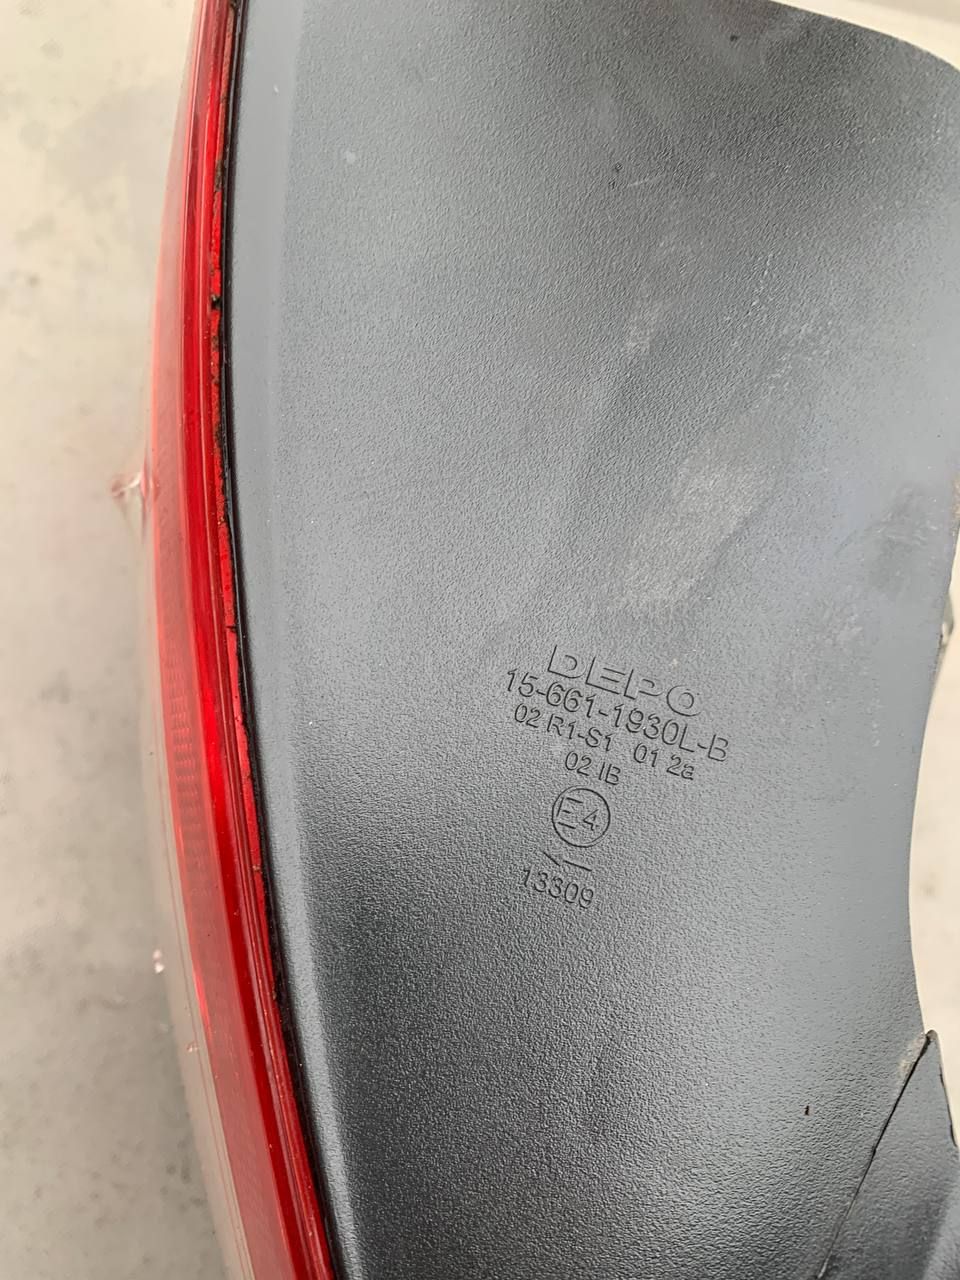 DEPO
15-661-1930L-B
02 R1-S1 01 2a
02 IB
E4
13309